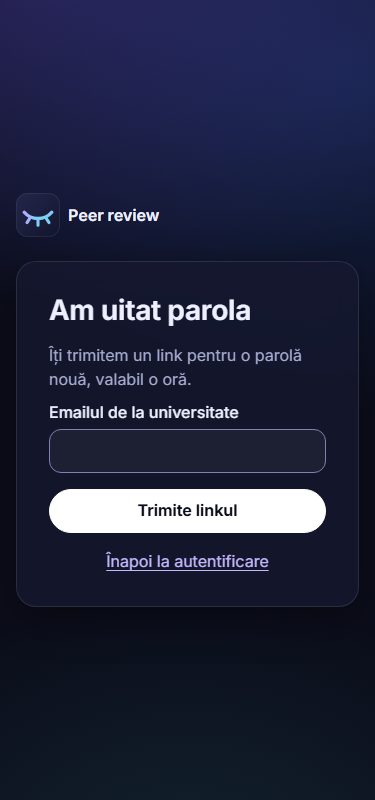 Peer review
Am uitat parola
Îți trimitem un link pentru o parolă
nouă, valabil o oră.
Emailul de la universitate
Trimite linkul
Înapoi la autentificare